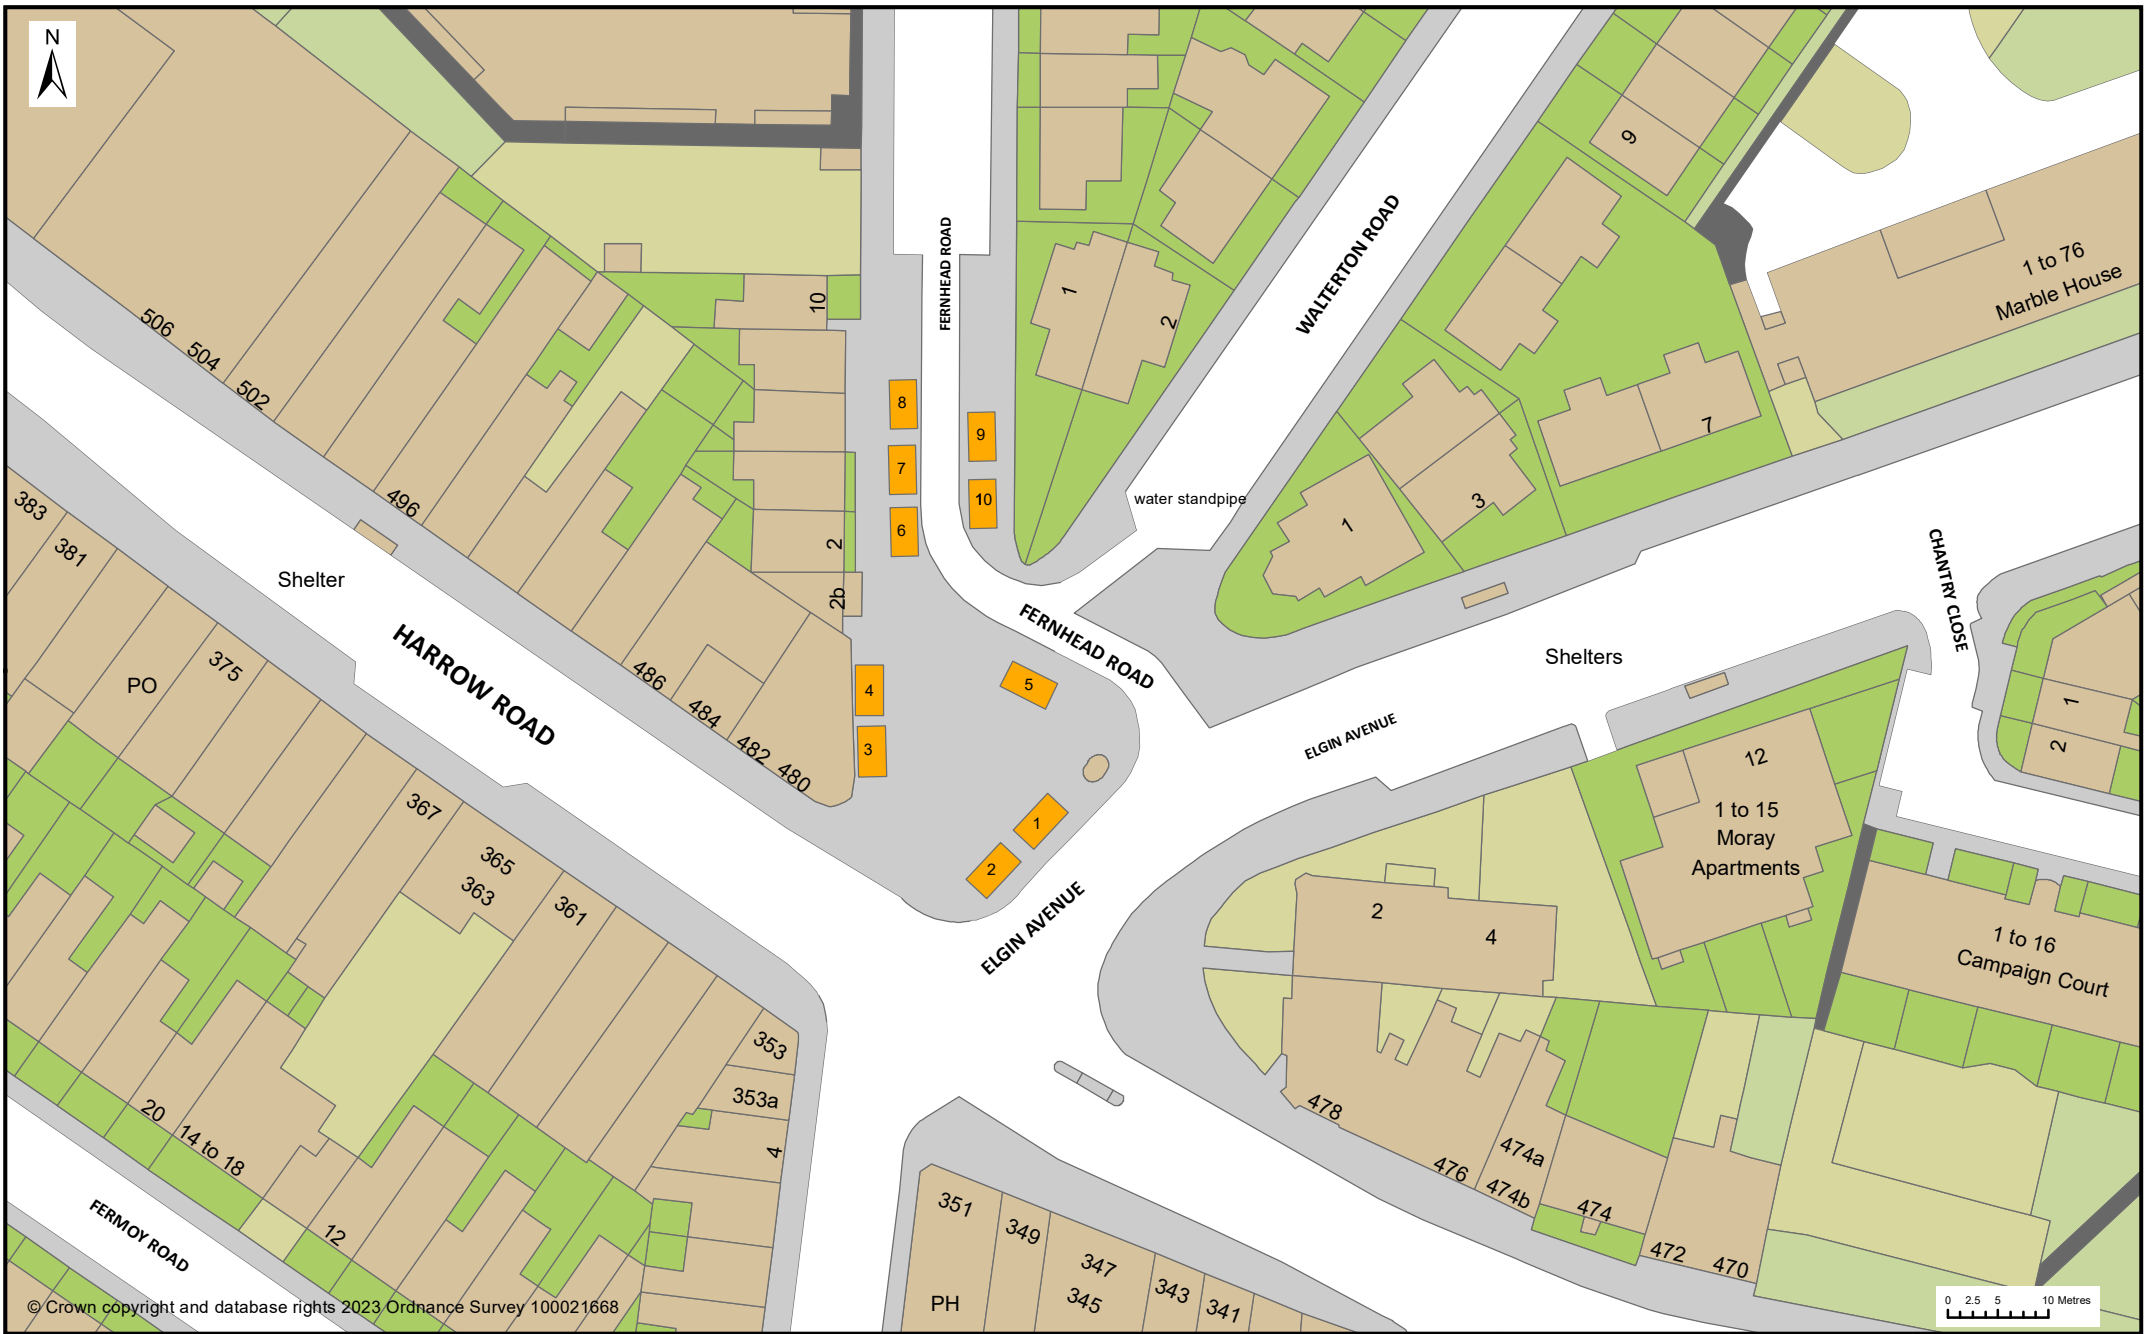 N
9
1 to 76
Marble House
FERNHEAD ROAD
WALTERTON ROAD
10
1
2
506
504
502
496
8
9
7
10
6
water standpipe
7
3
1
2
2b
383
381
Shelter
PO
375
HARROW ROAD
486
484
482
480
4
3
5
FERNHEAD ROAD
1
2
ELGIN AVENUE
ELGIN AVENUE
Shelters
CHANTRY CLOSE
1
2
12
1 to 15
Moray
Apartments
1 to 16
Campaign Court
367
365
363
361
2
4
353
353a
4
20
14 to 18
12
FERMOY ROAD
478
476
474a
474b
474
472
470
351
349
347
345
343
341
PH
© Crown copyright and database rights 2023 Ordnance Survey 100021668
0 2.5 5 10 Metres